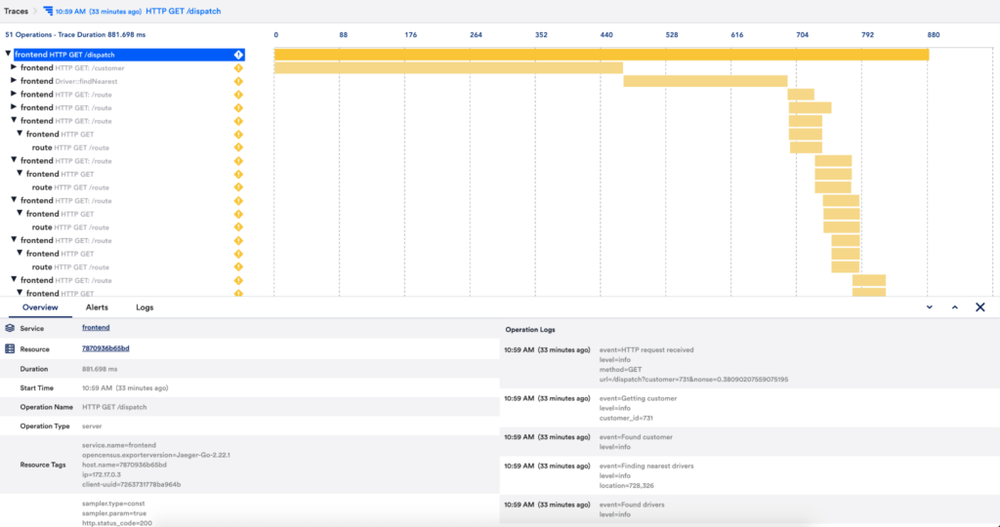 Traces > 10:59 AM (33 minutes ago) HTTP GET /dispatch
51 Operations - Trace Duration 881.698 ms
0 88 176 264 352 440 528 616 704 792 880
frontend HTTP GET /dispatch
frontend HTTP GET: /customer
frontend Driver::findNearest
frontend HTTP GET: /route
frontend HTTP GET: /route
frontend HTTP GET: /route
frontend HTTP GET
route HTTP GET /route
frontend HTTP GET: /route
frontend HTTP GET
route HTTP GET /route
frontend HTTP GET: /route
frontend HTTP GET
route HTTP GET /route
frontend HTTP GET: /route
frontend HTTP GET
route HTTP GET /route
frontend HTTP GET: /route
frontend HTTP GET
Overview Alerts Logs
Service frontend
Resource 7870936b65bd
Duration 881.698 ms
Start Time 10:59 AM (33 minutes ago)
Operation Name HTTP GET /dispatch
Operation Type server
Resource Tags
service.name=frontend
opencensus.exporterversion=Jaeger-Go-2.22.1
host.name=7870936b65bd
ip=172.17.0.3
client-uuid=7263731778ba964b
sampler.type=const
sampler.param=true
http.status_code=200
Operation Logs
10:59 AM (33 minutes ago) event=HTTP request received
level=info
method=GET
url=/dispatch?customer=731&nonse=0.38090207559075195
10:59 AM (33 minutes ago) event=Getting customer
level=info
customer_id=731
10:59 AM (33 minutes ago) event=Found customer
level=info
10:59 AM (33 minutes ago) event=Finding nearest drivers
level=info
location=728,326
10:59 AM (33 minutes ago) event=Found drivers
level=info